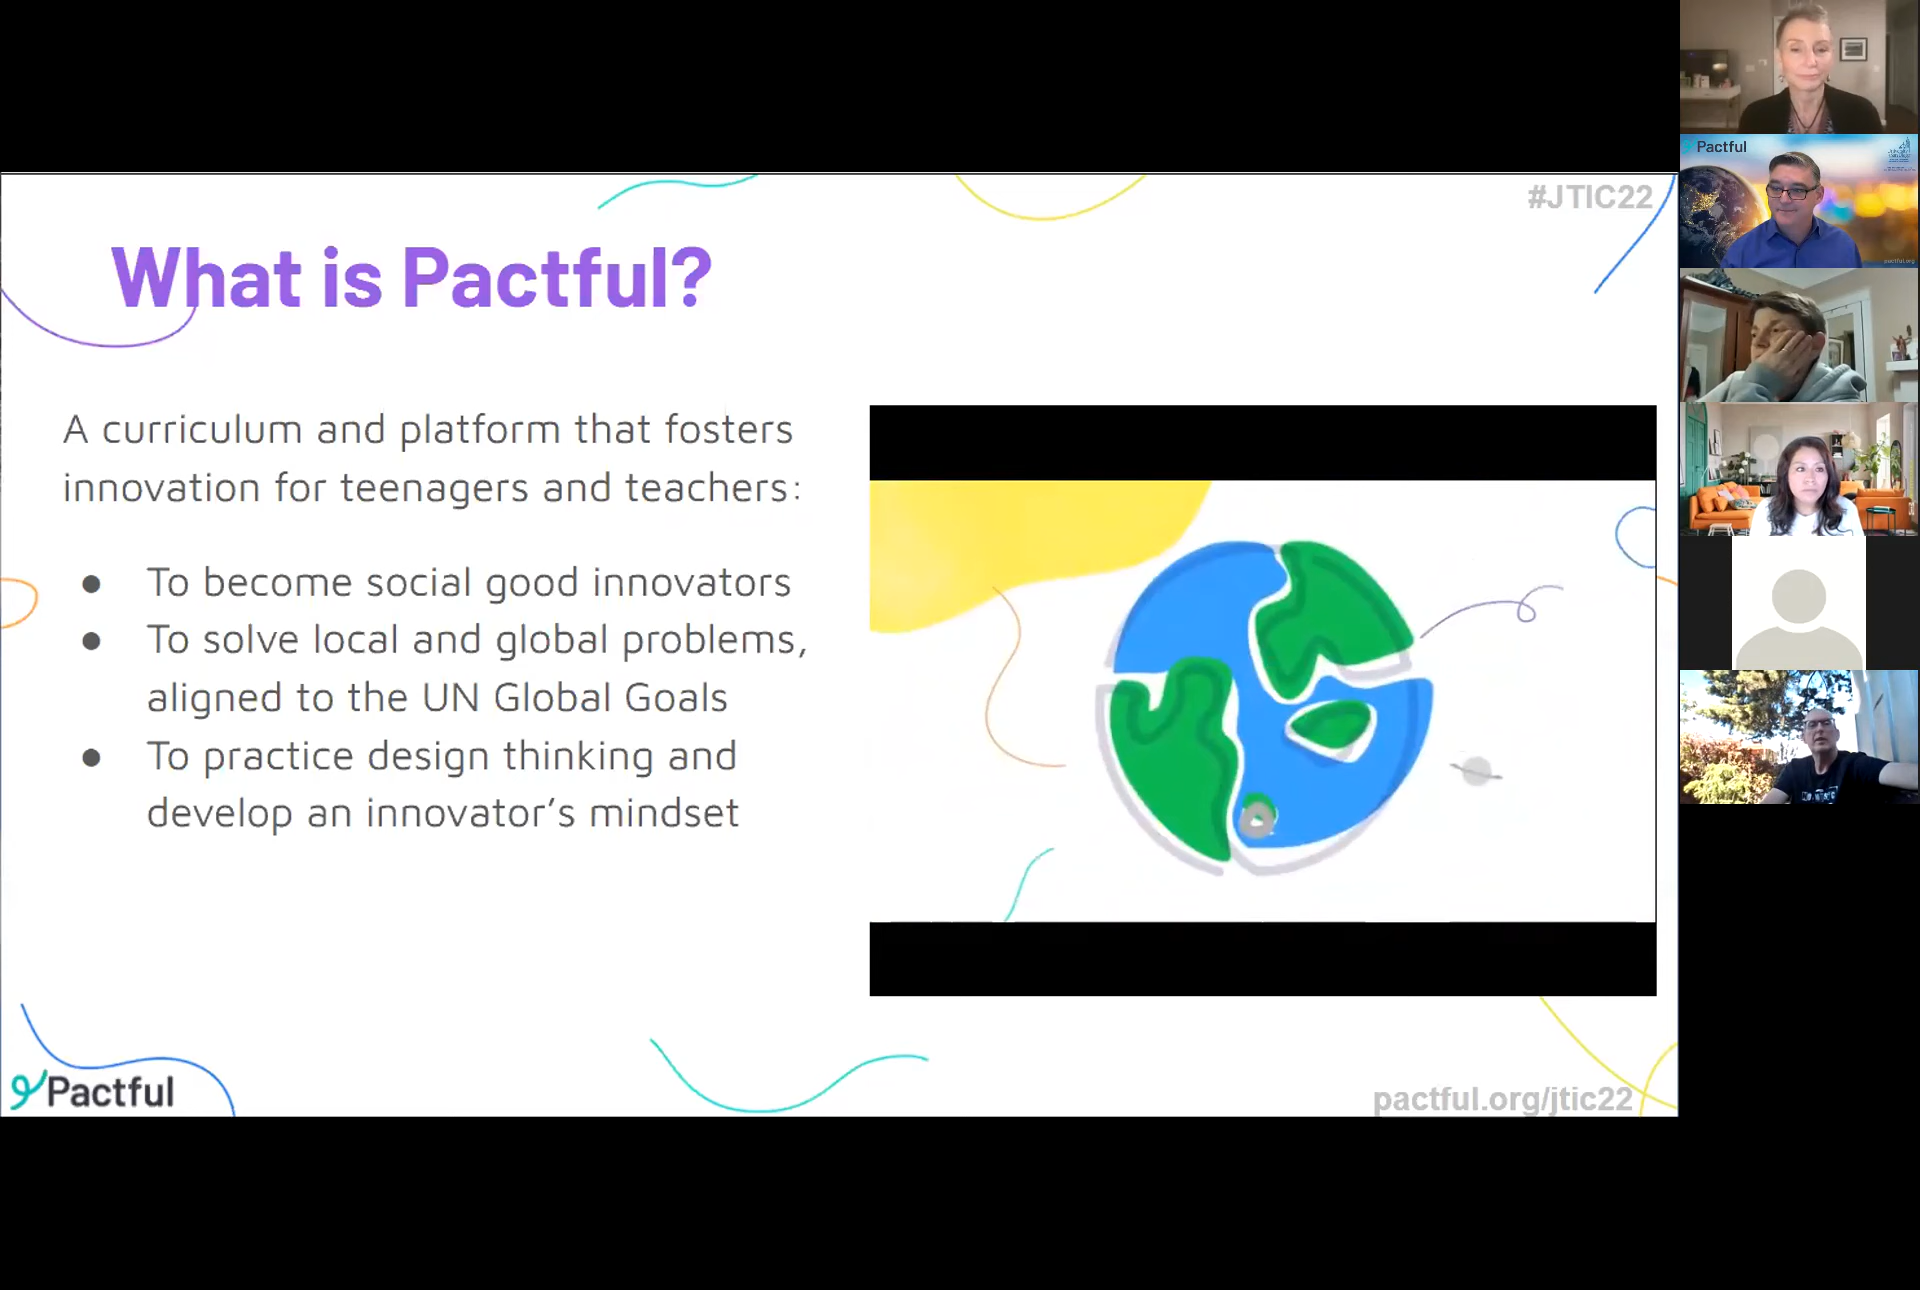 #JTIC22
What is Pactful?
A curriculum and platform that fosters
innovation for teenagers and teachers:
● To become social good innovators
● To solve local and global problems,
aligned to the UN Global Goals
● To practice design thinking and
develop an innovator’s mindset
Pactful
pactful.org/jtic22
Pactful
pactful.org